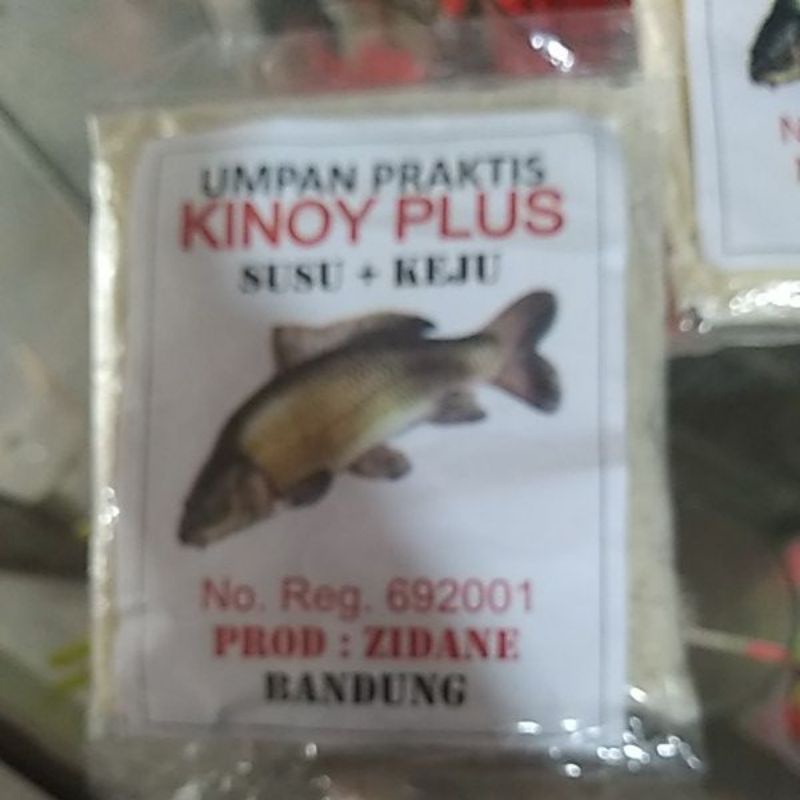 UMPAN PRAKTIS
KINOY PLUS
SUSU + KEJU
No. Reg. 692001
PROD : ZIDANE
BANDUNG